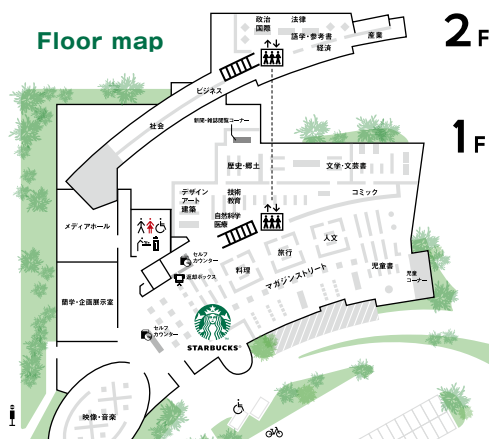 Floor map
2F
政治
国際
法律
語学・参考書
経済
産業
ビジネス
社会
新聞・雑誌閲覧コーナー
1F
歴史・郷土
文学・文芸書
デザイン
アート
建築
技術
教育
コミック
自然科学
医療
メディアホール
人文
旅行
セルフ
カウンター
料理
児童書
児童
コーナー
返却ボックス
マガジンストリート
蘭学・企画展示室
セルフ
カウンター
STARBUCKS
映像・音楽